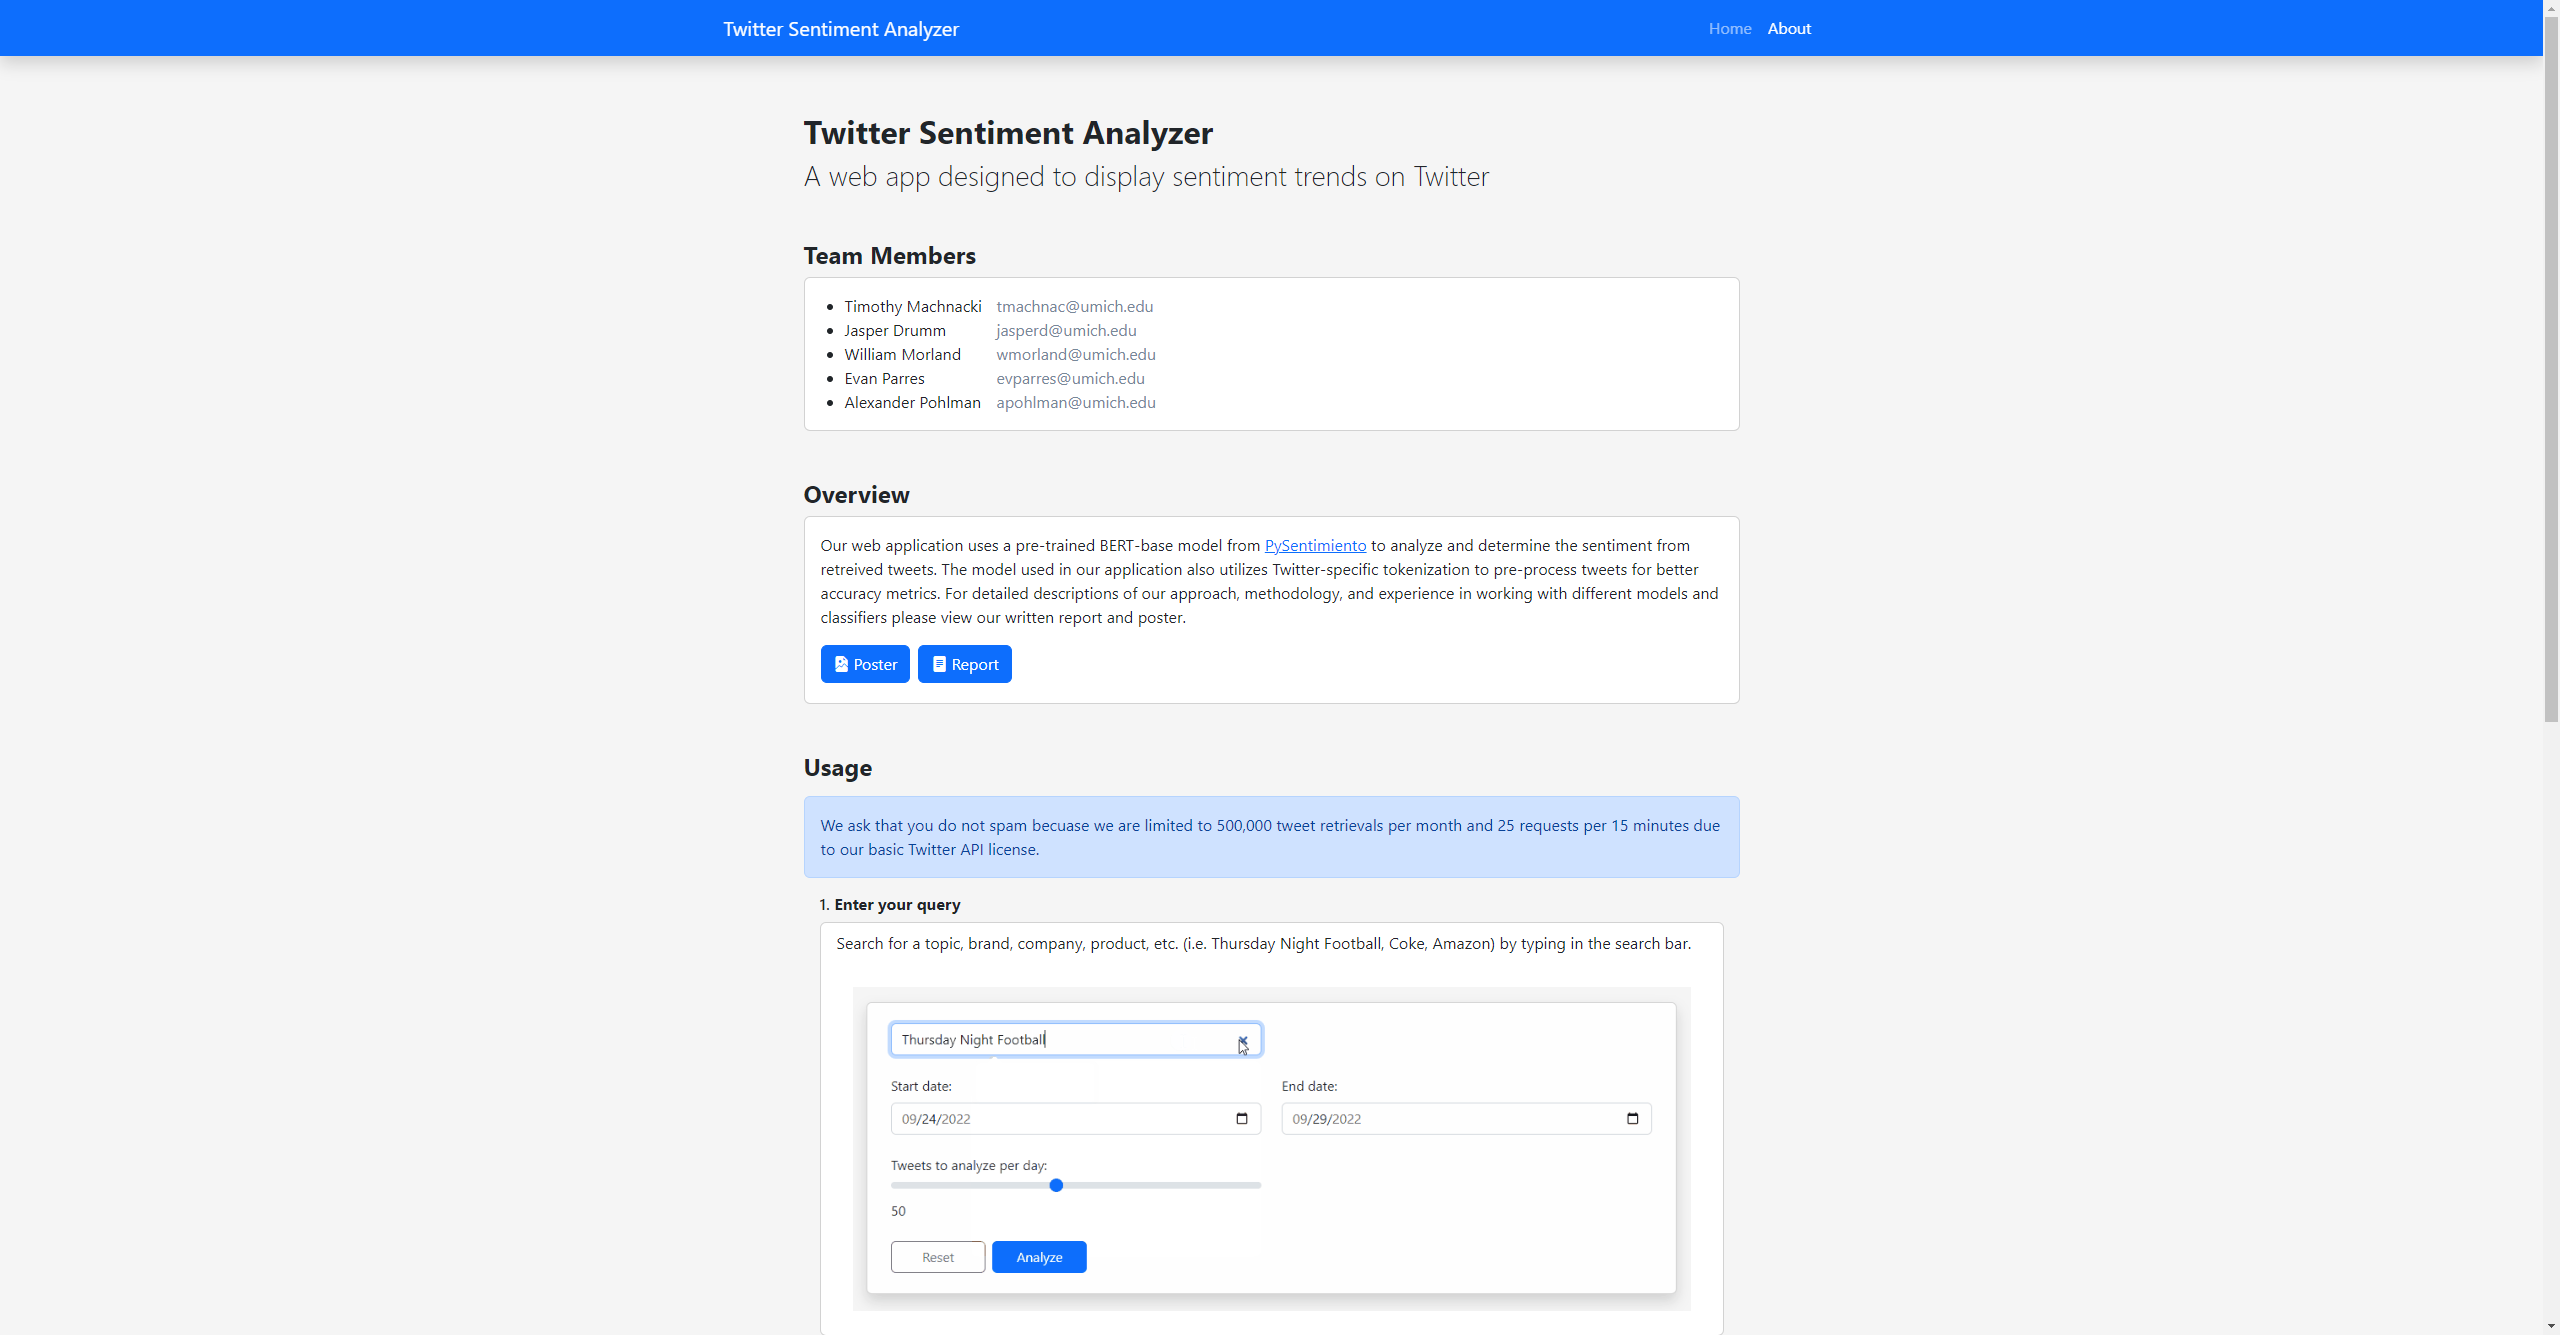 Twitter Sentiment Analyzer
Home About
Twitter Sentiment Analyzer
A web app designed to display sentiment trends on Twitter
Team Members
Timothy Machnacki tmachnac@umich.edu
Jasper Drumm jasperd@umich.edu
William Morland wmorland@umich.edu
Evan Parres evparres@umich.edu
Alexander Pohlman apohlman@umich.edu
Overview
Our web application uses a pre-trained BERT-base model from PySentimiento to analyze and determine the sentiment from
retreived tweets. The model used in our application also utilizes Twitter-specific tokenization to pre-process tweets for better
accuracy metrics. For detailed descriptions of our approach, methodology, and experience in working with different models and
classifiers please view our written report and poster.
Poster Report
Usage
We ask that you do not spam becuase we are limited to 500,000 tweet retrievals per month and 25 requests per 15 minutes due
to our basic Twitter API license.
1. Enter your query
Search for a topic, brand, company, product, etc. (i.e. Thursday Night Football, Coke, Amazon) by typing in the search bar.
Thursday Night Football
Start date: End date:
09/24/2022 09/29/2022
Tweets to analyze per day:
50
Reset Analyze